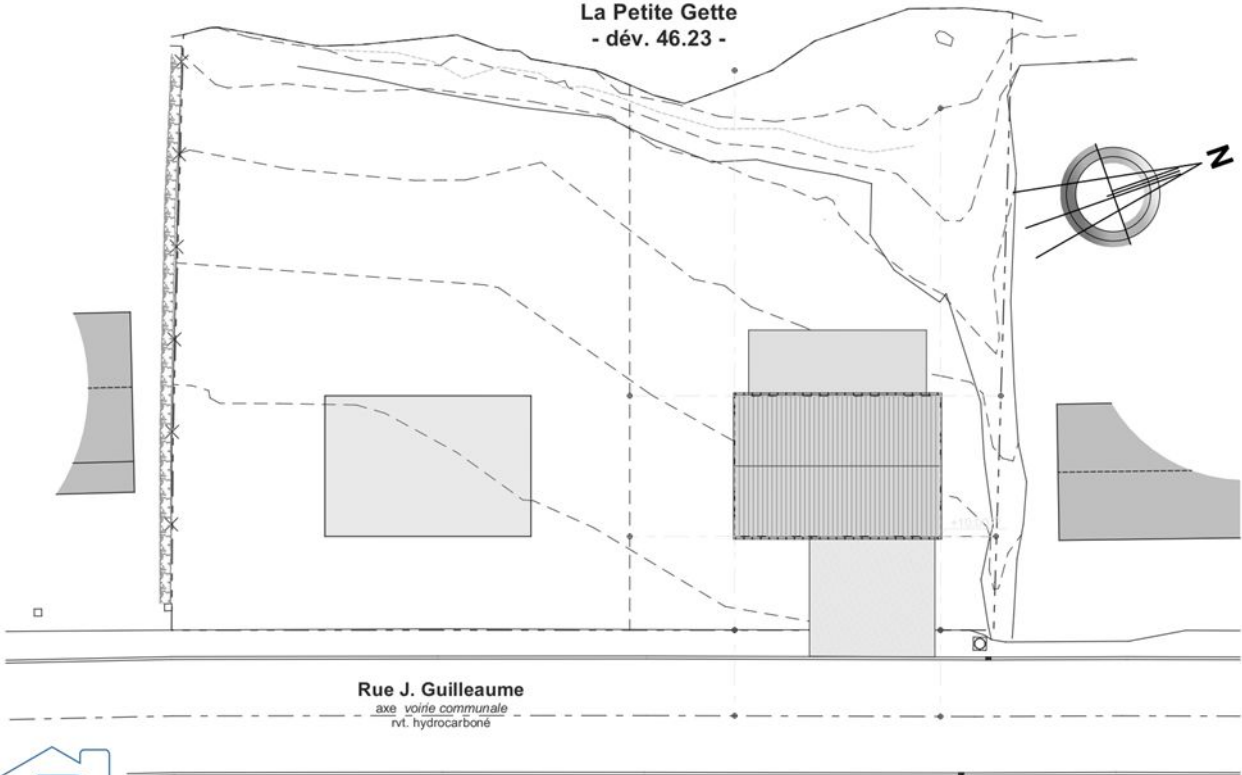 La Petite Gette
- dév. 46.23 -
N
Rue J. Guilleaume
axe voirie communale
rvt. hydrocarboné